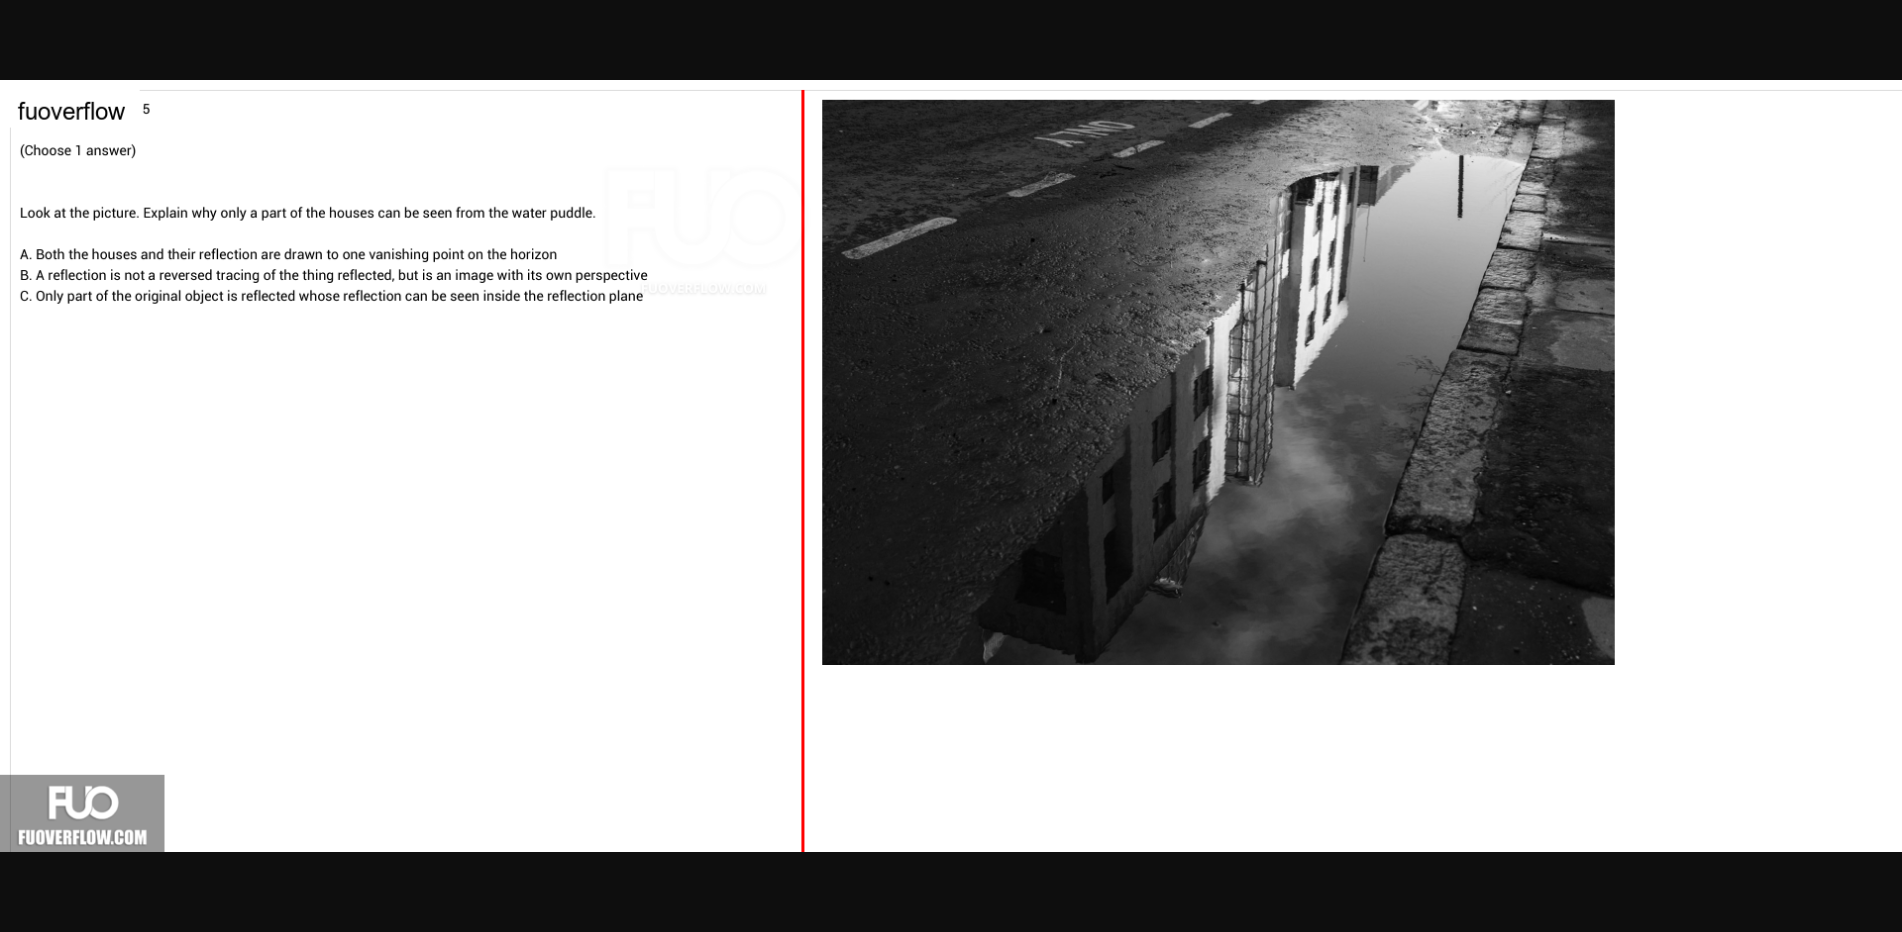 fuoverflow 5
(Choose 1 answer)
Look at the picture. Explain why only a part of the houses can be seen from the water puddle.
A. Both the houses and their reflection are drawn to one vanishing point on the horizon
B. A reflection is not a reversed tracing of the thing reflected, but is an image with its own perspective
C. Only part of the original object is reflected whose reflection can be seen inside the reflection plane
FUO
FUOVERFLOW.COM
ONLY
FUO
FUOVERFLOW.COM